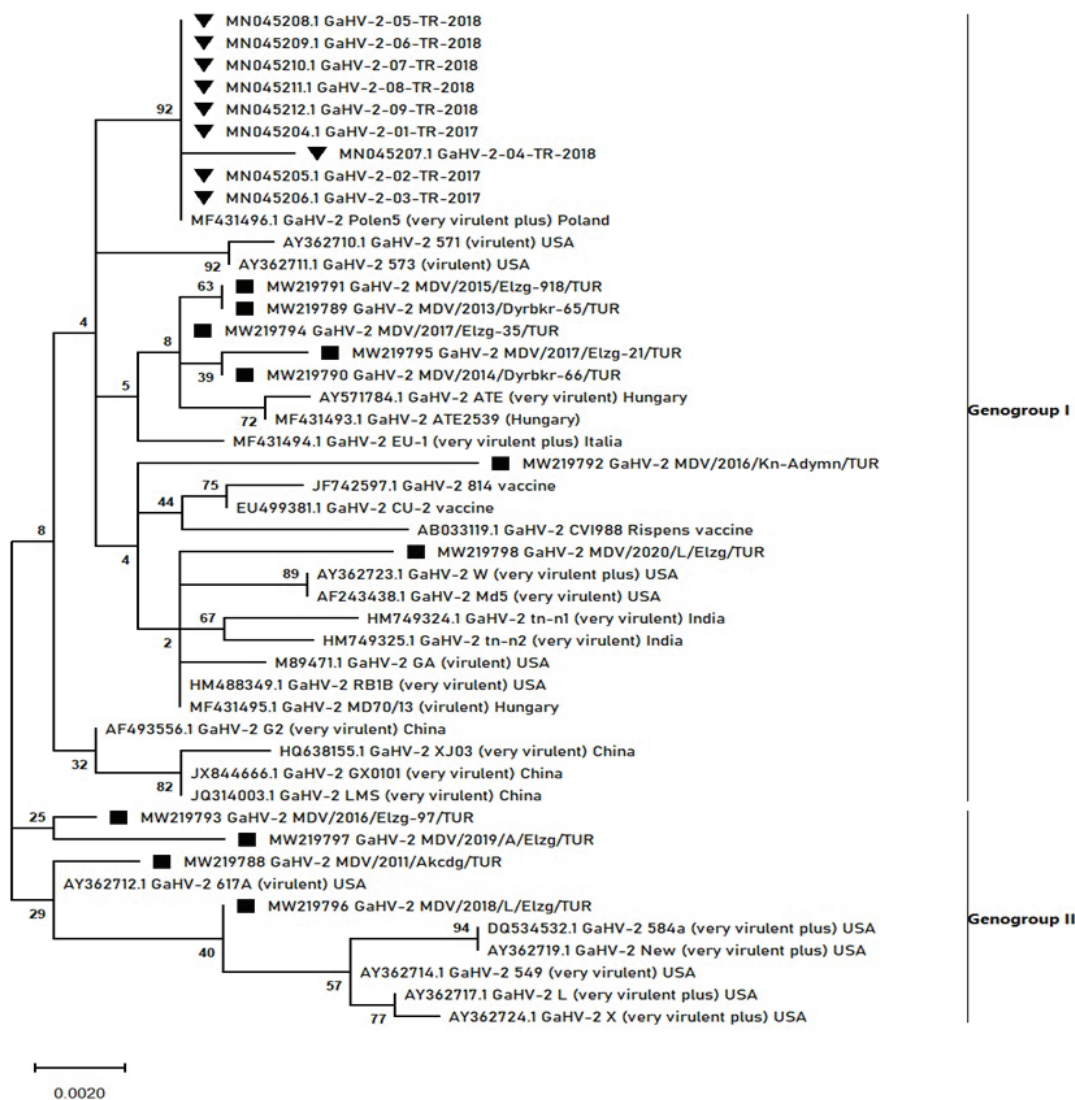 MN045208.1 GaHV-2-05-TR-2018
MN045209.1 GaHV-2-06-TR-2018
MN045210.1 GaHV-2-07-TR-2018
MN045211.1 GaHV-2-08-TR-2018
92 MN045212.1 GaHV-2-09-TR-2018
MN045204.1 GaHV-2-01-TR-2017
MN045207.1 GaHV-2-04-TR-2018
MN045205.1 GaHV-2-02-TR-2017
MN045206.1 GaHV-2-03-TR-2017
MF431496.1 GaHV-2 Polen5 (very virulent plus) Poland
AY362710.1 GaHV-2 571 (virulent) USA
92 AY362711.1 GaHV-2 573 (virulent) USA
63 MW219791 GaHV-2 MDV/2015/Elzg-918/TUR
MW219789 GaHV-2 MDV/2013/Dyrbkr-65/TUR
4 MW219794 GaHV-2 MDV/2017/Elzg-35/TUR
8 MW219795 GaHV-2 MDV/2017/Elzg-21/TUR
39 MW219790 GaHV-2 MDV/2014/Dyrbkr-66/TUR
5 AY571784.1 GaHV-2 ATE (very virulent) Hungary
72 MF431493.1 GaHV-2 ATE2539 (Hungary)
Genogroup I
MF431494.1 GaHV-2 EU-1 (very virulent plus) Italia
MW219792 GaHV-2 MDV/2016/Kn-Adymn/TUR
75 JF742597.1 GaHV-2 814 vaccine
44 EU499381.1 GaHV-2 CU-2 vaccine
8 AB033119.1 GaHV-2 CVI988 Rispens vaccine
4 MW219798 GaHV-2 MDV/2020/L/Elzg/TUR
89 AY362723.1 GaHV-2 W (very virulent plus) USA
AF243438.1 GaHV-2 Md5 (very virulent) USA
67 HM749324.1 GaHV-2 tn-n1 (very virulent) India
2 HM749325.1 GaHV-2 tn-n2 (very virulent) India
M89471.1 GaHV-2 GA (virulent) USA
HM488349.1 GaHV-2 RB1B (very virulent) USA
MF431495.1 GaHV-2 MD70/13 (virulent) Hungary
AF493556.1 GaHV-2 G2 (very virulent) China
HQ638155.1 GaHV-2 XJ03 (very virulent) China
32 JX844666.1 GaHV-2 GX0101 (very virulent) China
82 JQ314003.1 GaHV-2 LMS (very virulent) China
25 MW219793 GaHV-2 MDV/2016/Elzg-97/TUR
MW219797 GaHV-2 MDV/2019/A/Elzg/TUR
MW219788 GaHV-2 MDV/2011/Akcdg/TUR
AY362712.1 GaHV-2 617A (virulent) USA
29 MW219796 GaHV-2 MDV/2018/L/Elzg/TUR
Genogroup II
94 DQ534532.1 GaHV-2 584a (very virulent plus) USA
40 AY362719.1 GaHV-2 New (very virulent plus) USA
57 AY362714.1 GaHV-2 549 (very virulent) USA
AY362717.1 GaHV-2 L (very virulent plus) USA
77 AY362724.1 GaHV-2 X (very virulent plus) USA
0.0020